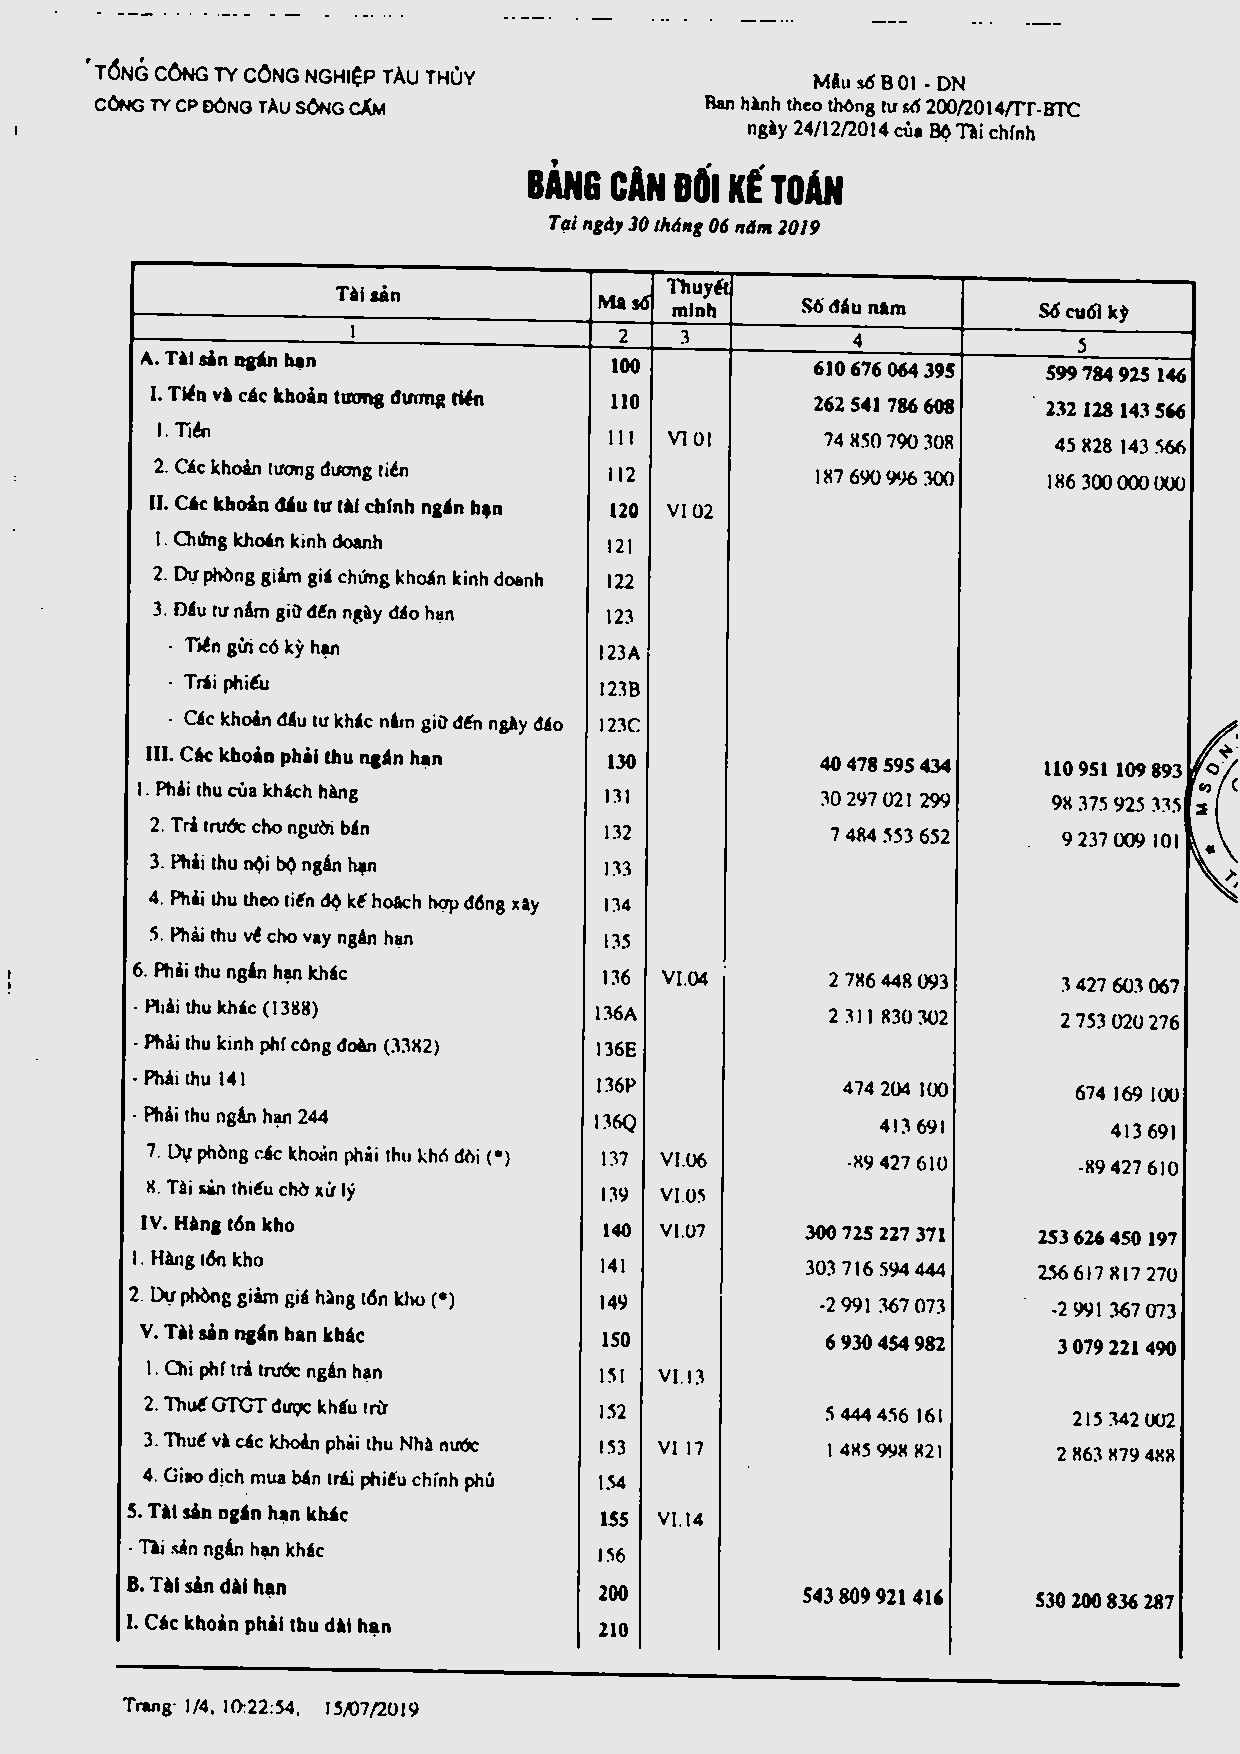 TỔNG CÔNG TY CÔNG NGHIỆP TÀU THỦY
CÔNG TY CP ĐÓNG TÀU SÔNG CẤM
Mẫu số B 01 - DN
Ban hành theo thông tư số 200/2014/TT-BTC
ngày 24/12/2014 của Bộ Tài chính
BẢNG CÂN ĐỐI KẾ TOÁN
Tại ngày 30 tháng 06 năm 2019
Tài sản Mã số Thuyết minh Số đầu năm Số cuối kỳ
1 2 3 4 5
A. Tài sản ngắn hạn 100 610 676 064 395 599 784 925 146
I. Tiền và các khoản tương đương tiền 110 262 541 786 608 232 128 143 566
1. Tiền 111 VI 01 74 850 790 308 45 828 143 566
2. Các khoản tương đương tiền 112 187 690 996 300 186 300 000 000
II. Các khoản đầu tư tài chính ngắn hạn 120 VI 02
1. Chứng khoán kinh doanh 121
2. Dự phòng giảm giá chứng khoán kinh doanh 122
3. Đầu tư nắm giữ đến ngày đáo hạn 123
- Tiền gửi có kỳ hạn 123A
- Trái phiếu 123B
- Các khoản đầu tư khác nắm giữ đến ngày đáo 123C
III. Các khoản phải thu ngắn hạn 130 40 478 595 434 110 951 109 893
1. Phải thu của khách hàng 131 30 297 021 299 98 375 925 335
2. Trả trước cho người bán 132 7 484 553 652 9 237 009 101
3. Phải thu nội bộ ngắn hạn 133
4. Phải thu theo tiến độ kế hoạch hợp đồng xây 134
5. Phải thu về cho vay ngắn hạn 135
6. Phải thu ngắn hạn khác 136 VI.04 2 786 448 093 3 427 603 067
- Phải thu khác (1388) 136A 2 311 830 302 2 753 020 276
- Phải thu kinh phí công đoàn (3382) 136E
- Phải thu 141 136P 474 204 100 674 169 100
- Phải thu ngắn hạn 244 136Q 413 691 413 691
7. Dự phòng các khoản phải thu khó đòi (*) 137 VI.06 -89 427 610 -89 427 610
8. Tài sản thiếu chờ xử lý 139 VI.05
IV. Hàng tồn kho 140 VI.07 300 725 227 371 253 626 450 197
1. Hàng tồn kho 141 303 716 594 444 256 617 817 270
2. Dự phòng giảm giá hàng tồn kho (*) 149 -2 991 367 073 -2 991 367 073
V. Tài sản ngắn hạn khác 150 6 930 454 982 3 079 221 490
1. Chi phí trả trước ngắn hạn 151 VI.13
2. Thuế GTGT được khấu trừ 152 5 444 456 161 215 342 002
3. Thuế và các khoản phải thu Nhà nước 153 VI 17 1 485 998 821 2 863 879 488
4. Giao dịch mua bán trái phiếu chính phủ 154
5. Tài sản ngắn hạn khác 155 VI.14
- Tài sản ngắn hạn khác 156
B. Tài sản dài hạn 200 543 809 921 416 530 200 836 287
I. Các khoản phải thu dài hạn 210
M.S.D.N
Trang: 1/4, 10:22:54, 15/07/2019